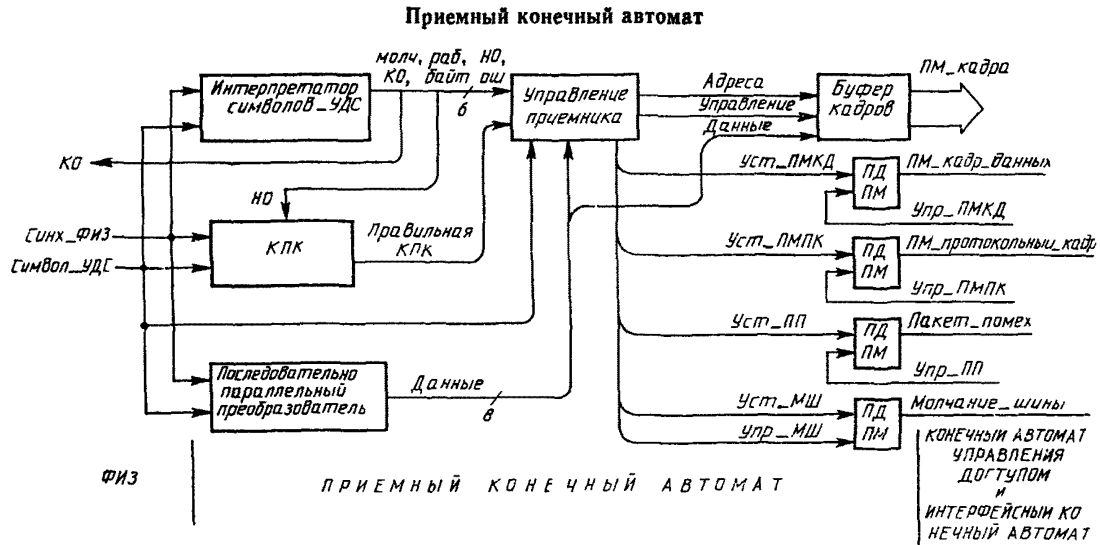 Приемный конечный автомат
молч, раб, НО,
КО, байт ош
6
Интерпретатор
символов_УДС
Управление
приемника
Адреса
Управление
Данные
Буфер
кадров
ПМ_кадра
КО
НО
Уст_ПМКД
ПД
ПМ
ПМ_кадр_данных
Упр_ПМКД
Синх_ФИЗ
Символ_УДС
КПК
Правильная
КПК
Уст_ПМПК
ПД
ПМ
ПМ_протокольный_кадр
Упр_ПМПК
Уст_ПП
ПД
ПМ
Пакет_помех
Упр_ПП
Последовательно
параллельный
преобразователь
Данные
8
Уст_МШ
Упр_МШ
ПД
ПМ
Молчание_шины
ФИЗ
ПРИЕМНЫЙ КОНЕЧНЫЙ АВТОМАТ
КОНЕЧНЫЙ АВТОМАТ
УПРАВЛЕНИЯ
ДОСТУПОМ
И
ИНТЕРФЕЙСНЫЙ КО
НЕЧНЫЙ АВТОМАТ